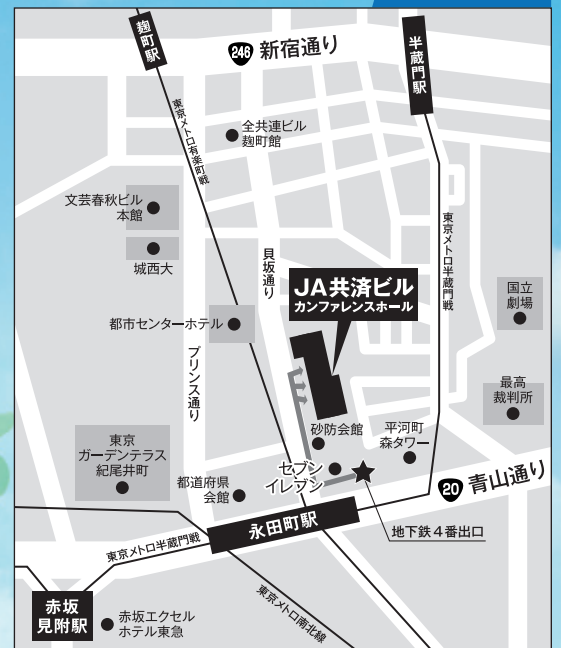 麹町駅
246 新宿通り
半蔵門駅
東京メトロ有楽町戦
全共連ビル
麹町館
文芸春秋ビル
本館
城西大
貝坂通り
東京メトロ半蔵門戦
JA共済ビル
カンファレンスホール
国立
劇場
都市センターホテル
プリンス通り
最高
裁判所
砂防会館
平河町
森タワー
東京
ガーデンテラス
紀尾井町
セブン
イレブン
都道府県
会館
20 青山通り
永田町駅
地下鉄4番出口
東京メトロ半蔵門戦
東京メトロ南北線
赤坂
見附駅
赤坂エクセル
ホテル東急